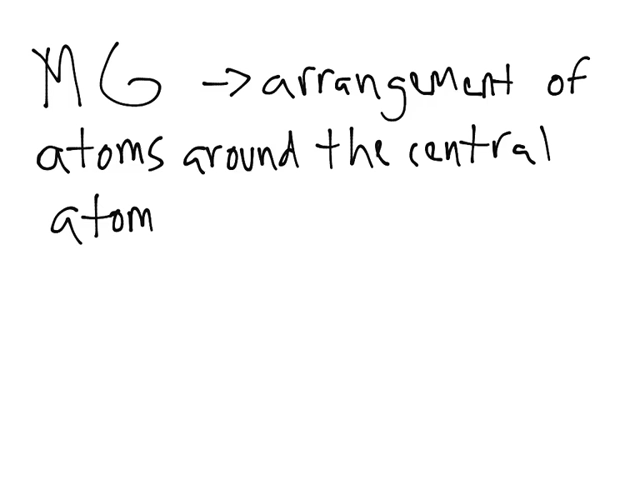 MG -> arrangement of
atoms around the central
atom